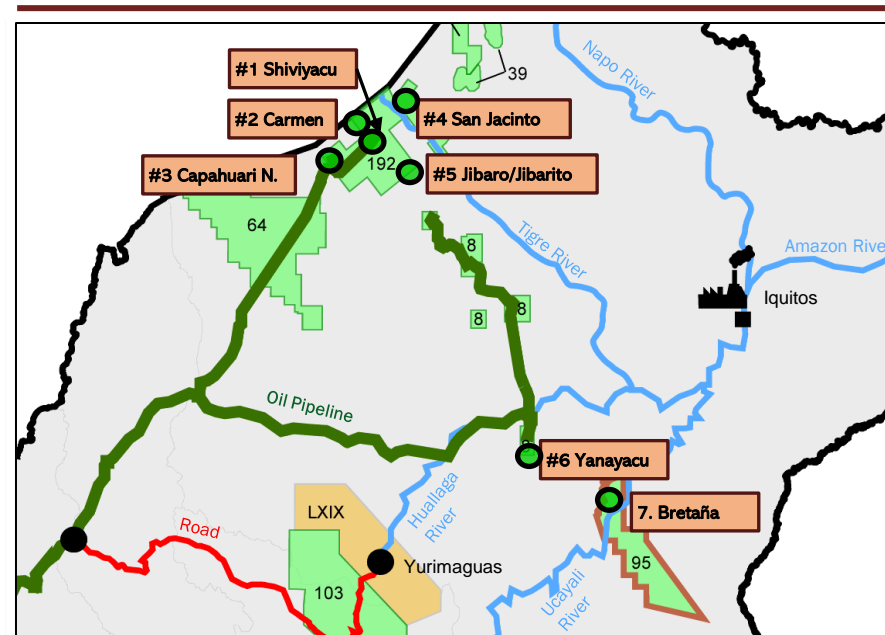 Napo River
39
#1 Shiviyacu
#2 Carmen
#4 San Jacinto
192
#3 Capahuari N.
#5 Jibaro/Jibarito
64
Tigre River
8
Amazon River
Iquitos
8
8
Oil Pipeline
8
#6 Yanayacu
Huallaga
River
LXIX
7. Bretaña
Road
Yurimaguas
95
103
Ucayali
River